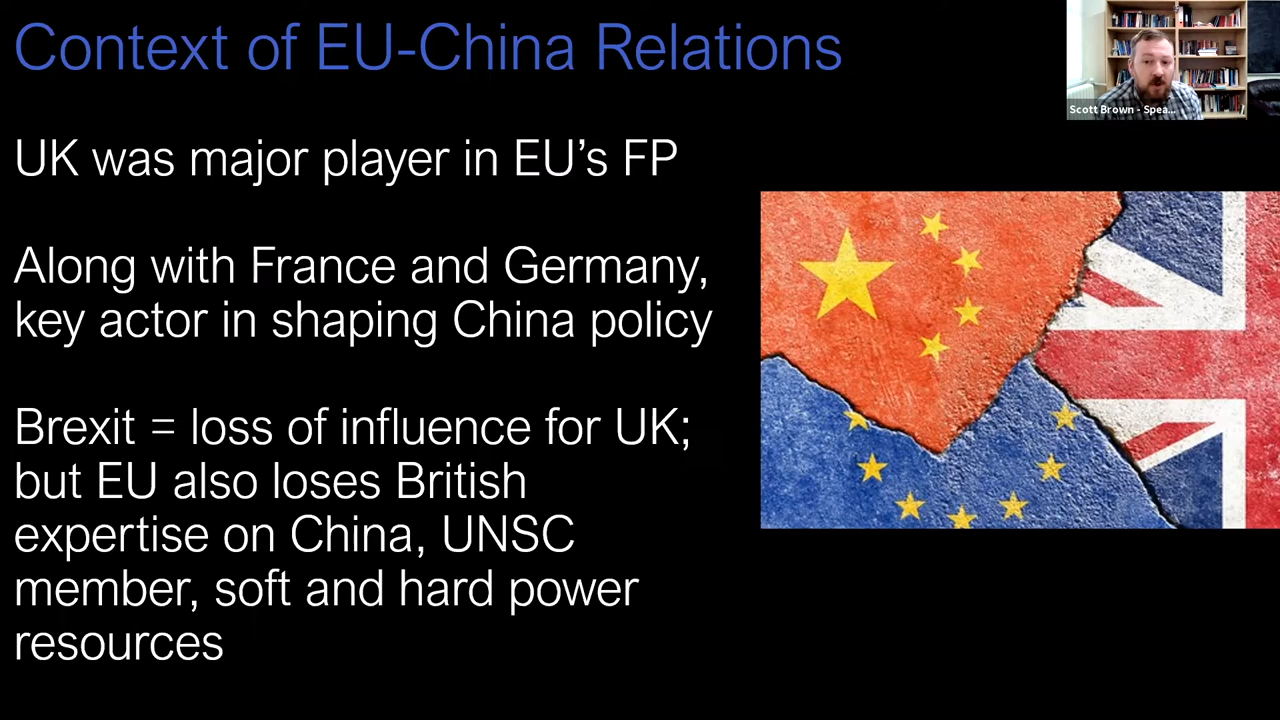 Context of EU-China Relations
Scott Brown - Spea...
UK was major player in EU’s FP
Along with France and Germany,
key actor in shaping China policy
Brexit = loss of influence for UK;
but EU also loses British
expertise on China, UNSC
member, soft and hard power
resources